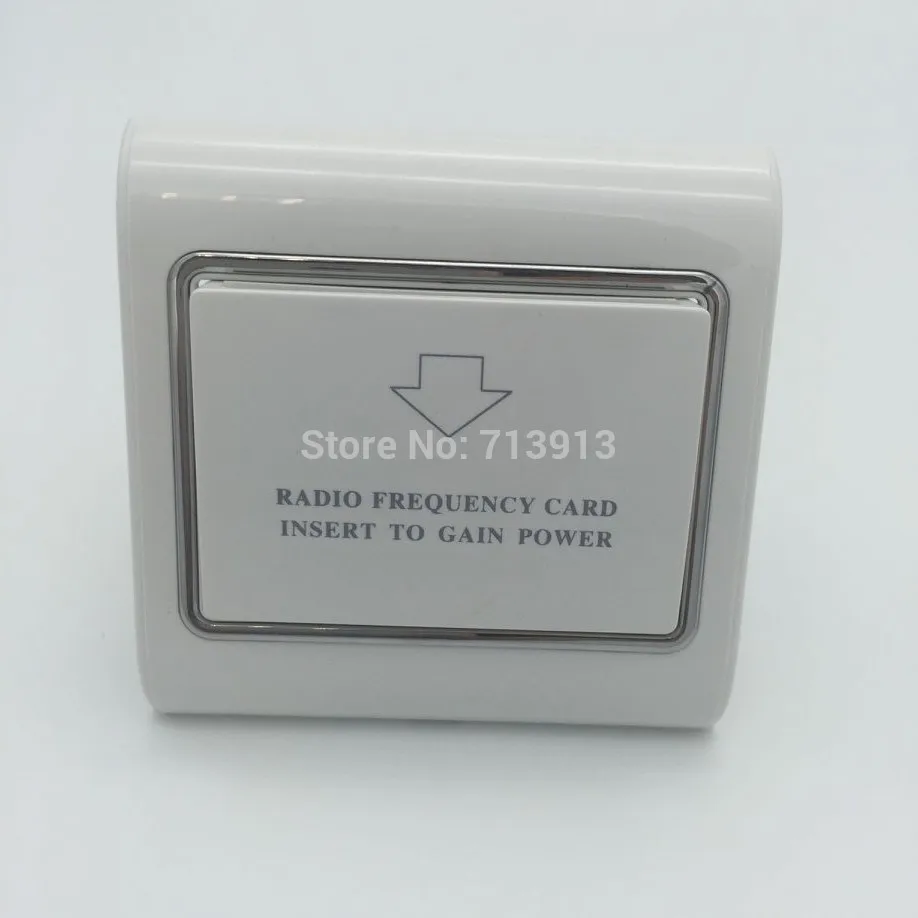 Store No: 713913
RADIO FREQUENCY CARD
INSERT TO GAIN POWER